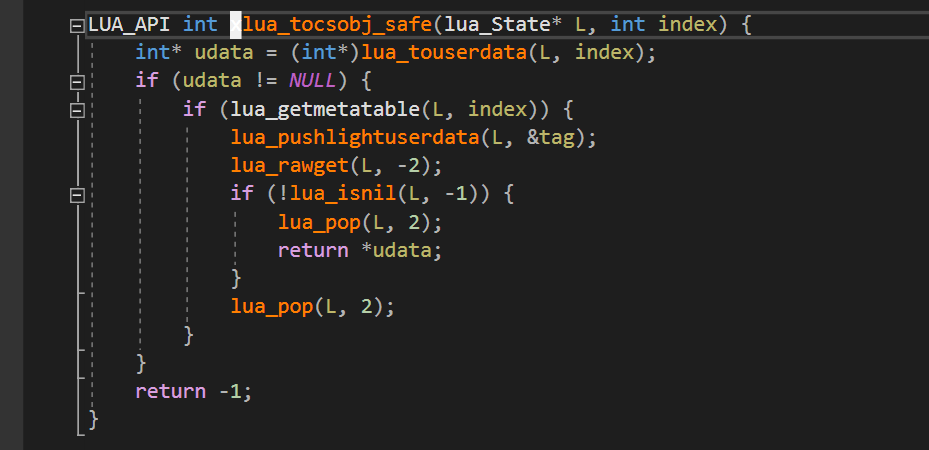 LUA_API int xlua_tocsobj_safe(lua_State* L, int index) {
    int* udata = (int*)lua_touserdata(L, index);
    if (udata != NULL) {
        if (lua_getmetatable(L, index)) {
            lua_pushlightuserdata(L, &tag);
            lua_rawget(L, -2);
            if (!lua_isnil(L, -1)) {
                lua_pop(L, 2);
                return *udata;
            }
            lua_pop(L, 2);
        }
    }
    return -1;
}